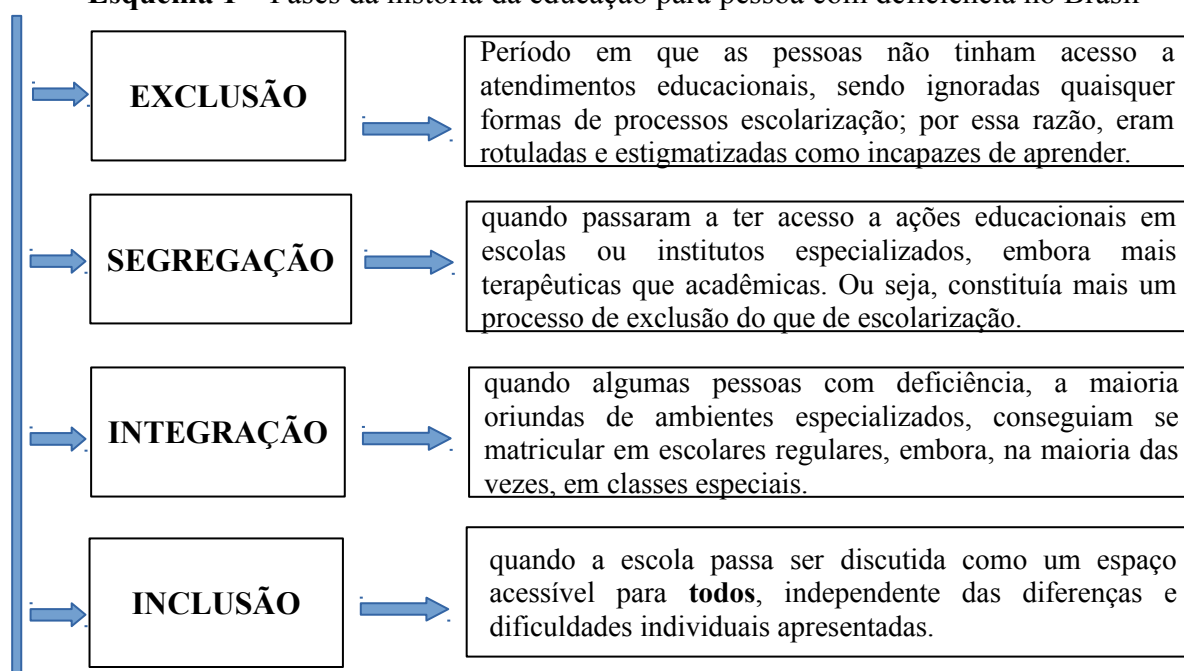 Esquema 1 – Fases da história da educação para pessoa com deficiência no Brasil
EXCLUSÃO
Período em que as pessoas não tinham acesso a
atendimentos educacionais, sendo ignoradas quaisquer
formas de processos escolarização; por essa razão, eram
rotuladas e estigmatizadas como incapazes de aprender.
SEGREGAÇÃO
quando passaram a ter acesso a ações educacionais em
escolas ou institutos especializados, embora mais
terapêuticas que acadêmicas. Ou seja, constituía mais um
processo de exclusão do que de escolarização.
INTEGRAÇÃO
quando algumas pessoas com deficiência, a maioria
oriundas de ambientes especializados, conseguiam se
matricular em escolares regulares, embora, na maioria das
vezes, em classes especiais.
INCLUSÃO
quando a escola passa ser discutida como um espaço
acessível para todos, independente das diferenças e
dificuldades individuais apresentadas.